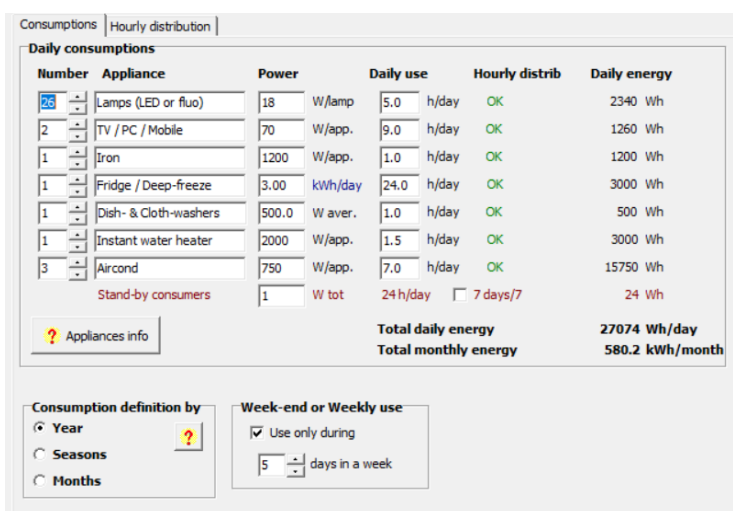 Consumptions Hourly distribution
Daily consumptions
Number Appliance Power Daily use Hourly distrib Daily energy
26 Lamps (LED or fluo) 18 W/lamp 5.0 h/day OK 2340 Wh
2 TV / PC / Mobile 70 W/app. 9.0 h/day OK 1260 Wh
1 Iron 1200 W/app. 1.0 h/day OK 1200 Wh
1 Fridge / Deep-freeze 3.00 kWh/day 24.0 h/day OK 3000 Wh
1 Dish- & Cloth-washers 500.0 W aver. 1.0 h/day OK 500 Wh
1 Instant water heater 2000 W/app. 1.5 h/day OK 3000 Wh
3 Aircond 750 W/app. 7.0 h/day OK 15750 Wh
Stand-by consumers 1 W tot 24 h/day 7 days/7 24 Wh
? Appliances info
Total daily energy 27074 Wh/day
Total monthly energy 580.2 kWh/month
Consumption definition by
Year
?
Seasons
Months
Week-end or Weekly use
Use only during
5 days in a week